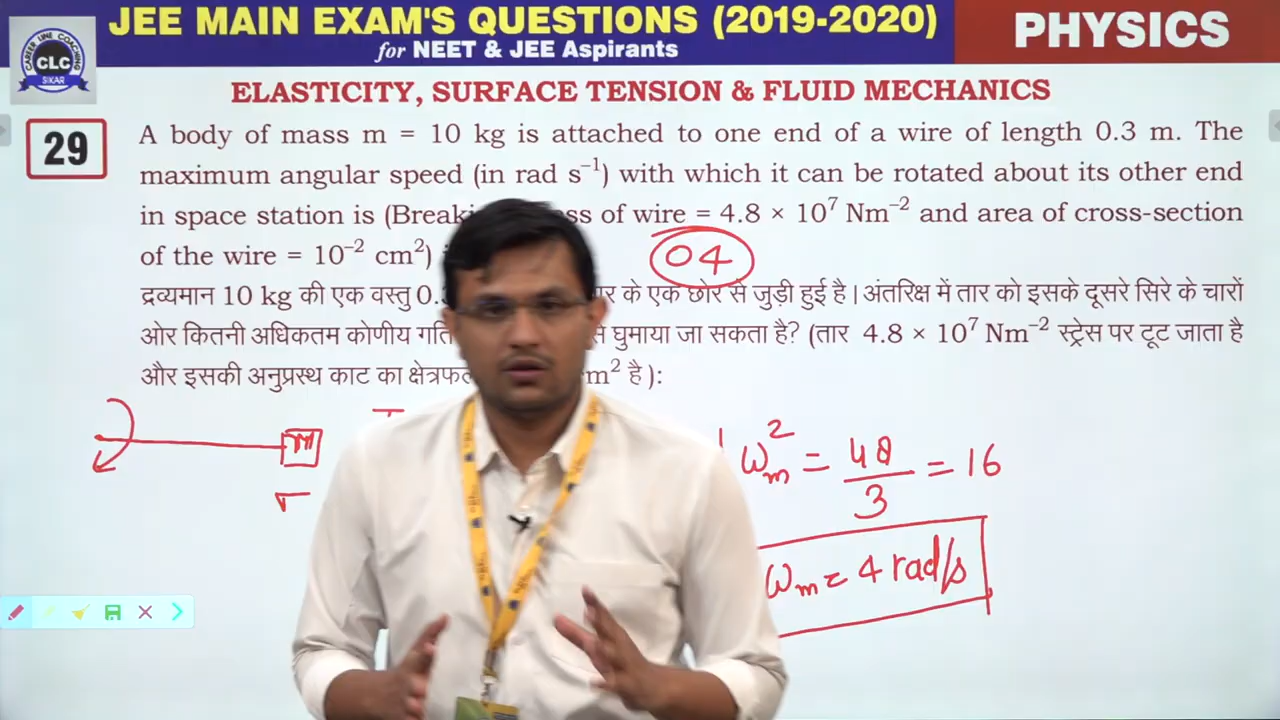 JEE MAIN EXAM'S QUESTIONS (2019-2020)
for NEET & JEE Aspirants
PHYSICS
CAREER LINE COACHING
CLC
SIKAR
ELASTICITY, SURFACE TENSION & FLUID MECHANICS
29
A body of mass m = 10 kg is attached to one end of a wire of length 0.3 m. The
maximum angular speed (in rad s⁻¹) with which it can be rotated about its other end
in space station is (Breaki ss of wire = 4.8 × 10⁷ Nm⁻² and area of cross-section
of the wire = 10⁻² cm²)
04
द्रव्यमान 10 kg की एक वस्तु 0. र के एक छोर से जुड़ी हुई है। अंतरिक्ष में तार को इसके दूसरे सिरे के चारों
ओर कितनी अधिकतम कोणीय गति से घुमाया जा सकता है? (तार 4.8 × 10⁷ Nm⁻² स्ट्रेस पर टूट जाता है
और इसकी अनुप्रस्थ काट का क्षेत्रफल m² है):
m
ωₘ² = 48/3 = 16
ωₘ = 4 rad/s